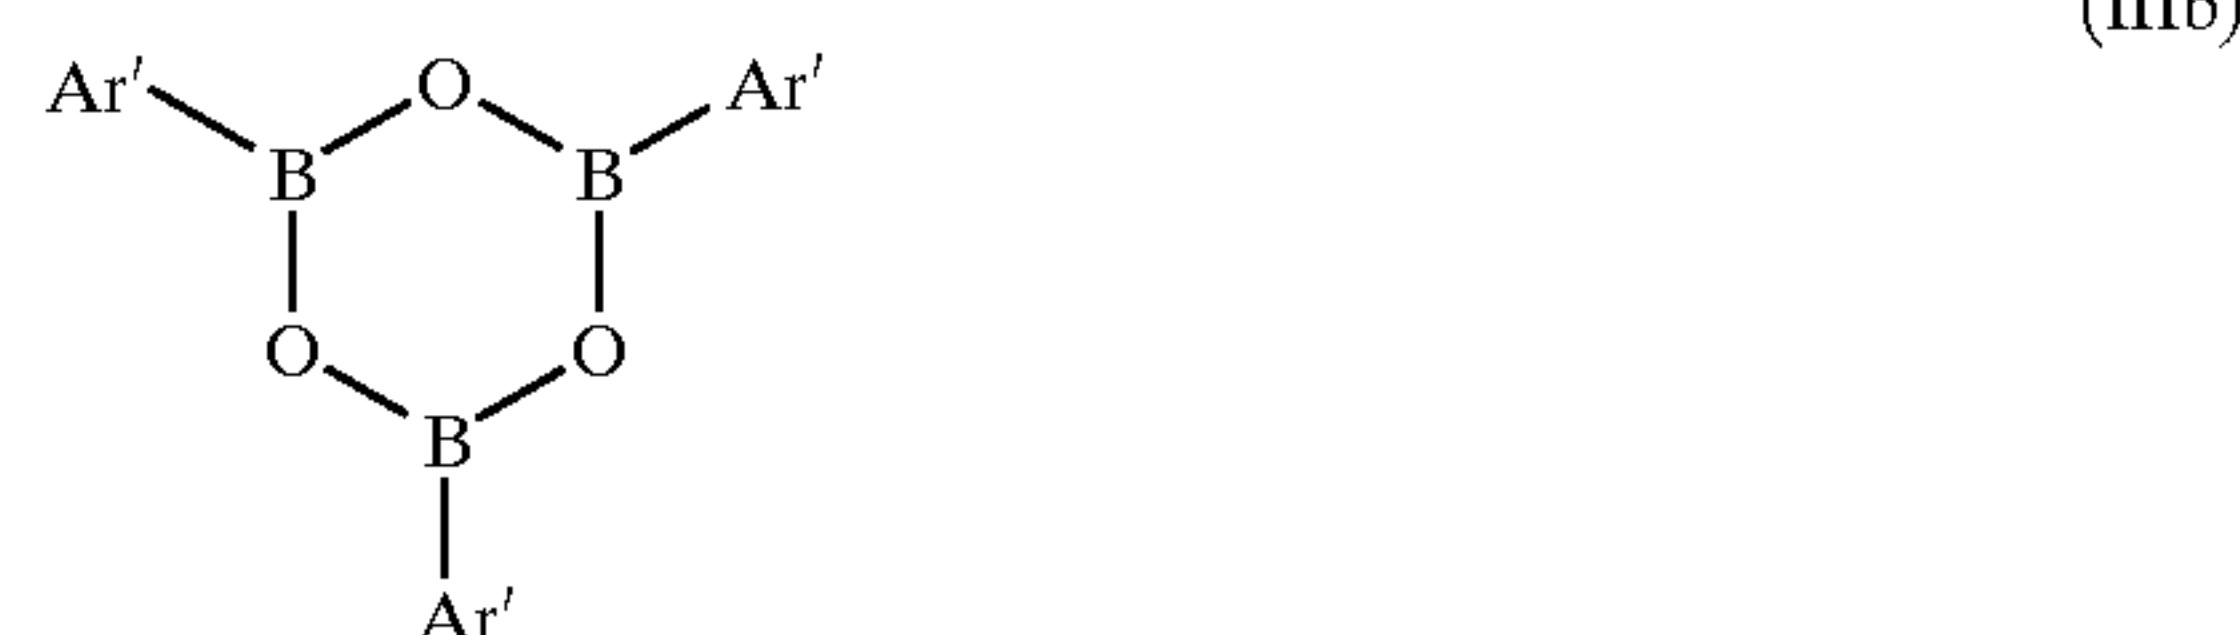 (IIIb)
Ar′ O Ar′
B B
O O
B
Ar′